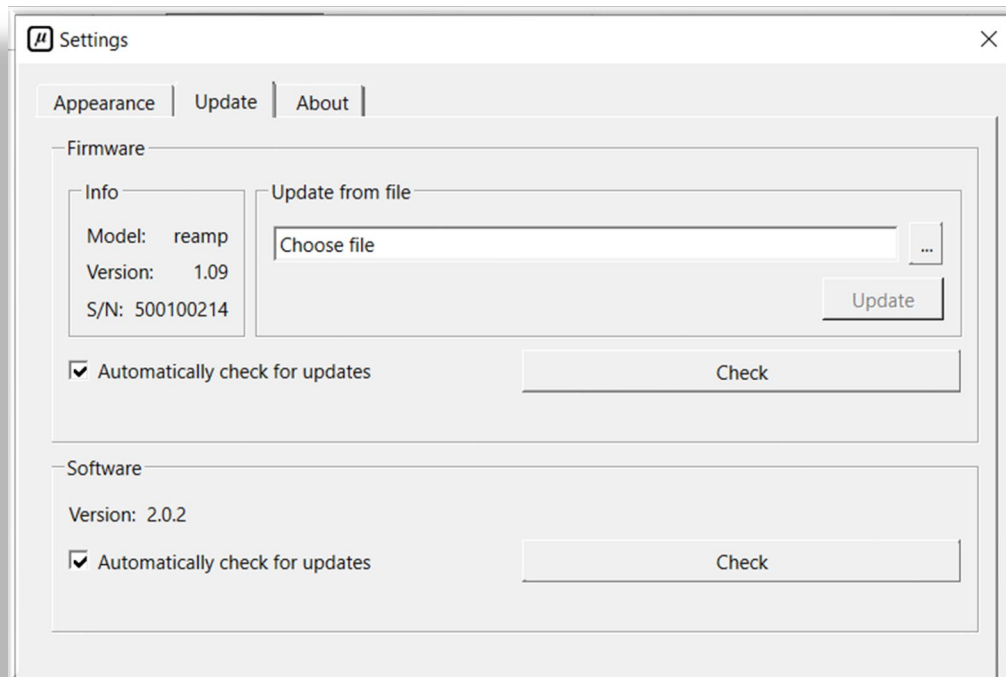 μ Settings
Appearance Update About
Firmware
Info
Model: reamp
Version: 1.09
S/N: 500100214
Update from file
Choose file ...
Update
Automatically check for updates Check
Software
Version: 2.0.2
Automatically check for updates Check